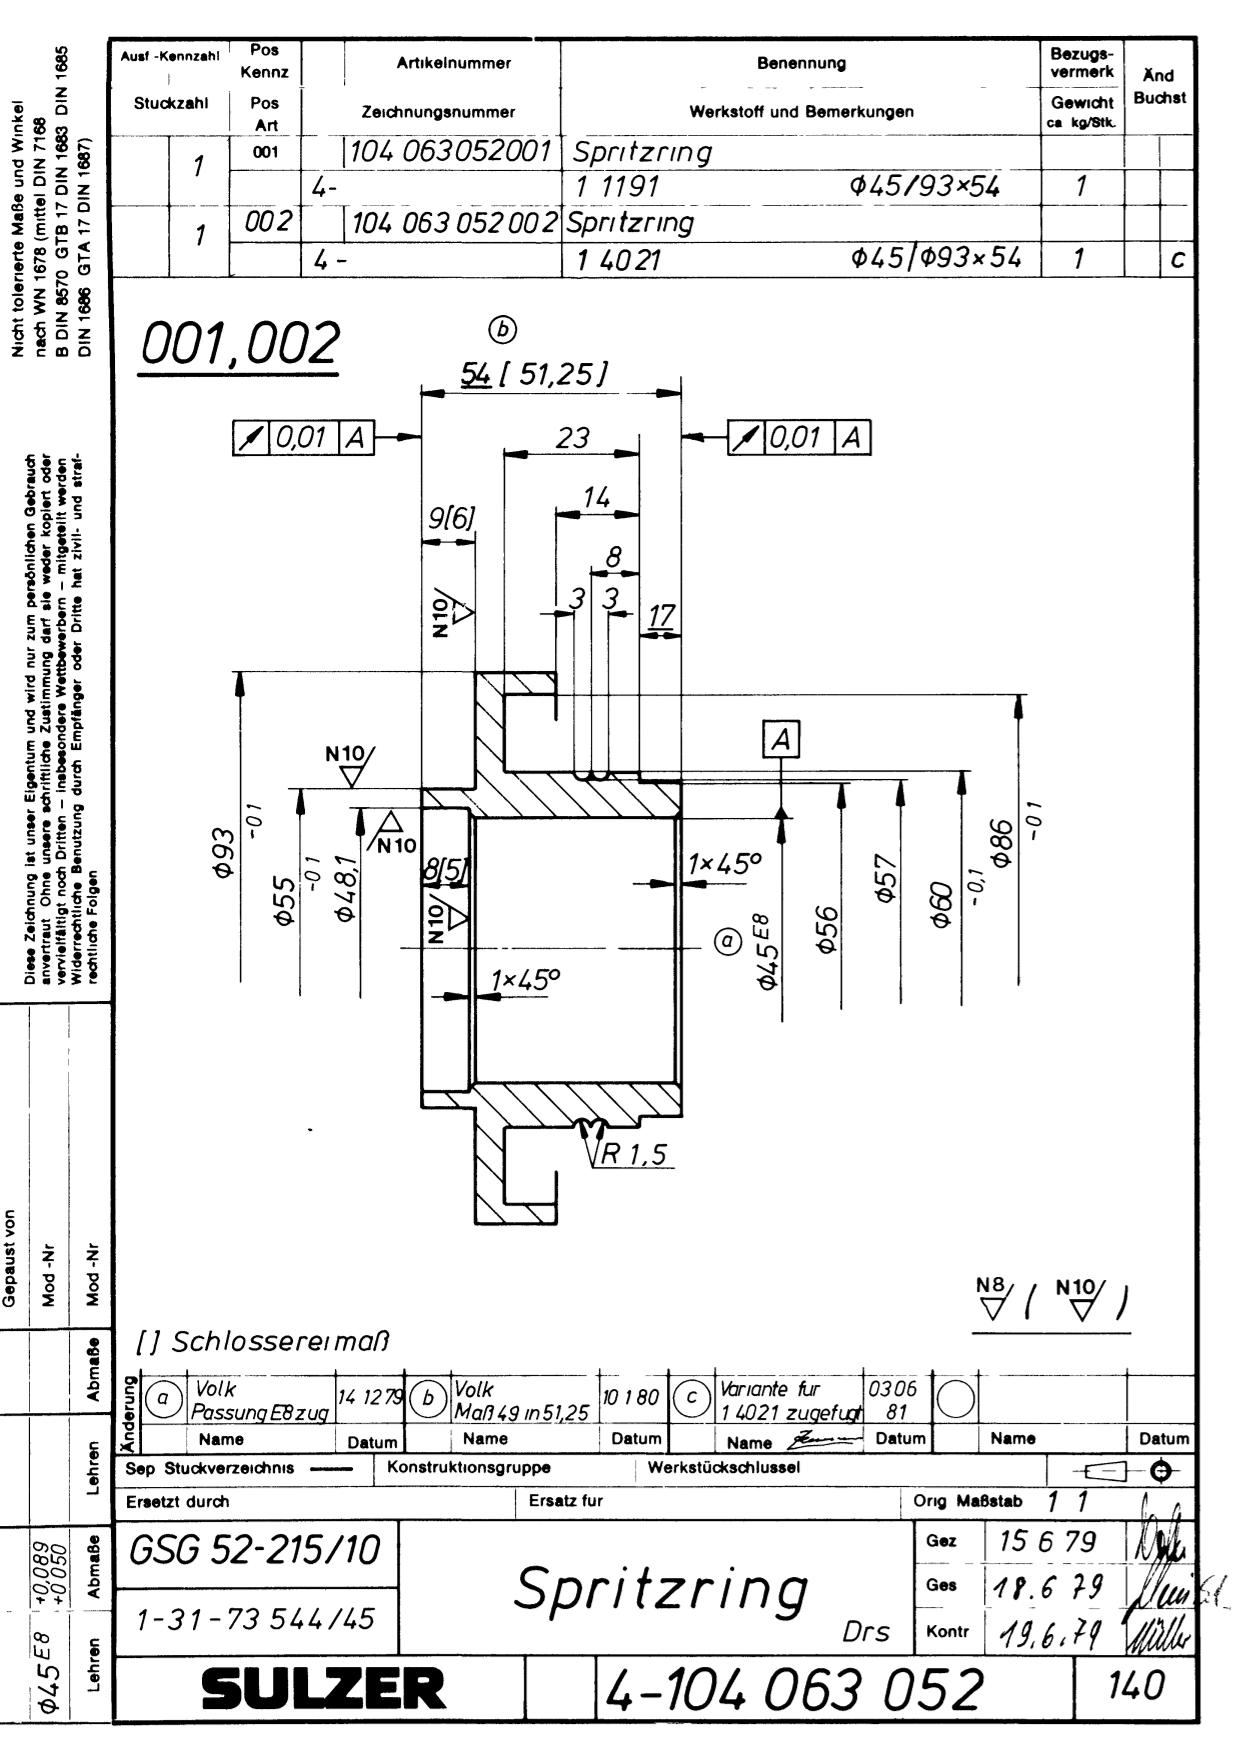 Ausf -Kennzahl
Pos
Kennz
Artikelnummer
Benennung
Bezugs-
vermerk
Änd
Buchst
Stuckzahl
Pos
Art
Zeichnungsnummer
Werkstoff und Bemerkungen
Gewicht
ca kg/Stk.
1
001
104 063052001
Spritzring
4-
1 1191
Φ45/93×54
1
1
002
104 063 052 002
Spritzring
4-
1 4021
Φ45/Φ93×54
1
c
Nicht tolerierte Maße und Winkel
nach WN 1678 (mittel DIN 7168
B DIN 8570 GTB 17 DIN 1683 DIN 1685
DIN 1686 GTA 17 DIN 1687)
Diese Zeichnung ist unser Eigentum und wird nur zum persönlichen Gebrauch
anvertraut Ohne unsere schriftliche Zustimmung darf sie weder kopiert oder
vervielfältigt noch Dritten – insbesondere Wettbewerbern – mitgeteilt werden
Widerrechtliche Benutzung durch Empfänger oder Dritte hat zivil- und straf-
rechtliche Folgen
001,002
b
54 [ 51,25 ]
0,01 A
0,01 A
23
14
9[6]
8
3
3
17
N10
A
N10
Φ93 -0 1
Φ55 -0 1
Φ48,1
N10
8[5]
N10
1×45°
1×45°
a
Φ45 E8
Φ56
Φ57
Φ60 -0,1
Φ86 -0 1
R 1,5
N8 ( N10 )
[] Schlossereimaß
Gepaust von
Mod -Nr
Mod -Nr
Abmaße
Lehren
Abmaße
+0,089
+0 050
Lehren
Φ45 E8
Änderung
a
Volk
Passung E8 zug
14 12 79
b
Volk
Maß 49 in 51,25
10 1 80
c
Variante fur
1 4021 zugefugt
03 06
81
Name
Datum
Name
Datum
Name
Datum
Name
Datum
Sep Stuckverzeichnis
Konstruktionsgruppe
Werkstückschlussel
Ersetzt durch
Ersatz fur
Orig Maßstab 1 1
GSG 52-215/10
1-31-73 544/45
Spritzring
Drs
Gez
15 6 79
Ges
18.6 79
Kontr
19.6.79
Müller
SULZER
4-104 063 052
140